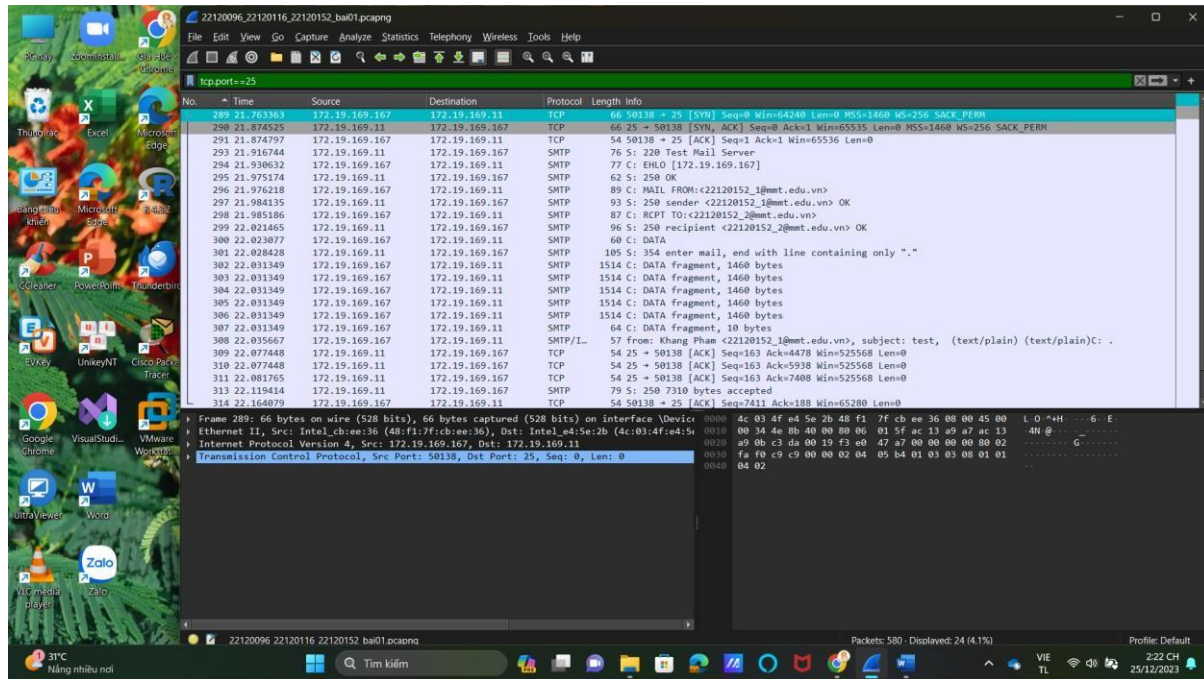 22120096_22120116_22120152_bai01.pcapng
File Edit View Go Capture Analyze Statistics Telephony Wireless Tools Help
tcp.port==25
No. Time Source Destination Protocol Length Info
289 21.763363 172.19.169.167 172.19.169.11 TCP 66 50138 → 25 [SYN] Seq=0 Win=64240 Len=0 MSS=1460 WS=256 SACK_PERM
290 21.874525 172.19.169.11 172.19.169.167 TCP 66 25 → 50138 [SYN, ACK] Seq=0 Ack=1 Win=65535 Len=0 MSS=1460 WS=256 SACK_PERM
291 21.874797 172.19.169.167 172.19.169.11 TCP 54 50138 → 25 [ACK] Seq=1 Ack=1 Win=65536 Len=0
293 21.916744 172.19.169.11 172.19.169.167 SMTP 76 S: 220 Test Mail Server
294 21.930632 172.19.169.167 172.19.169.11 SMTP 77 C: EHLO [172.19.169.167]
295 21.975174 172.19.169.11 172.19.169.167 SMTP 62 S: 250 OK
296 21.976218 172.19.169.167 172.19.169.11 SMTP 89 C: MAIL FROM:<22120152_1@mmt.edu.vn>
297 21.984135 172.19.169.11 172.19.169.167 SMTP 93 S: 250 sender <22120152_1@mmt.edu.vn> OK
298 21.985186 172.19.169.167 172.19.169.11 SMTP 87 C: RCPT TO:<22120152_2@mmt.edu.vn>
299 22.021465 172.19.169.11 172.19.169.167 SMTP 96 S: 250 recipient <22120152_2@mmt.edu.vn> OK
300 22.023077 172.19.169.167 172.19.169.11 SMTP 60 C: DATA
301 22.028428 172.19.169.11 172.19.169.167 SMTP 105 S: 354 enter mail, end with line containing only "."
302 22.031349 172.19.169.167 172.19.169.11 SMTP 1514 C: DATA fragment, 1460 bytes
303 22.031349 172.19.169.167 172.19.169.11 SMTP 1514 C: DATA fragment, 1460 bytes
304 22.031349 172.19.169.167 172.19.169.11 SMTP 1514 C: DATA fragment, 1460 bytes
305 22.031349 172.19.169.167 172.19.169.11 SMTP 1514 C: DATA fragment, 1460 bytes
306 22.031349 172.19.169.167 172.19.169.11 SMTP 1514 C: DATA fragment, 1460 bytes
307 22.031349 172.19.169.167 172.19.169.11 SMTP 64 C: DATA fragment, 10 bytes
308 22.035667 172.19.169.167 172.19.169.11 SMTP/I… 57 from: Khang Pham <22120152_1@mmt.edu.vn>, subject: test, (text/plain) (text/plain)C: .
309 22.077448 172.19.169.11 172.19.169.167 TCP 54 25 → 50138 [ACK] Seq=163 Ack=4478 Win=525568 Len=0
310 22.077448 172.19.169.11 172.19.169.167 TCP 54 25 → 50138 [ACK] Seq=163 Ack=5938 Win=525568 Len=0
311 22.081765 172.19.169.11 172.19.169.167 TCP 54 25 → 50138 [ACK] Seq=163 Ack=7408 Win=525568 Len=0
313 22.119414 172.19.169.11 172.19.169.167 SMTP 79 S: 250 7310 bytes accepted
314 22.164079 172.19.169.167 172.19.169.11 TCP 54 50138 → 25 [ACK] Seq=7411 Ack=188 Win=65280 Len=0
Frame 289: 66 bytes on wire (528 bits), 66 bytes captured (528 bits) on interface \Device
Ethernet II, Src: Intel_cb:ee:36 (48:f1:7f:cb:ee:36), Dst: Intel_e4:5e:2b (4c:03:4f:e4:5e
Internet Protocol Version 4, Src: 172.19.169.167, Dst: 172.19.169.11
Transmission Control Protocol, Src Port: 50138, Dst Port: 25, Seq: 0, Len: 0
0000 4c 03 4f e4 5e 2b 48 f1 7f cb ee 36 08 00 45 00
0010 00 34 4e 8b 40 00 80 06 01 5f ac 13 a9 a7 ac 13
0020 a9 0b c3 da 00 19 f3 e0 47 a7 00 00 00 00 80 02
0030 fa f0 c9 c9 00 00 02 04 05 b4 01 03 03 08 01 01
0040 04 02
22120096_22120116_22120152_bai01.pcapng
Packets: 580 · Displayed: 24 (4.1%)
Profile: Default
PC này
Zoominstall...
Chrome
Thùng rác
Excel
Microsoft Edge
Bảng điều khiển
Microsoft Edge
R 4.3.2
CCleaner
PowerPoint
Thunderbird
EVKey
UnikeyNT
Cisco Packe Tracer
Google Chrome
VisualStudi...
VMware Workstat...
UltraViewer
Word
VLC media player
Zalo
Zalo
31°C
Nắng nhiều nơi
Tìm kiếm
VIE
TL
2:22 CH
25/12/2023